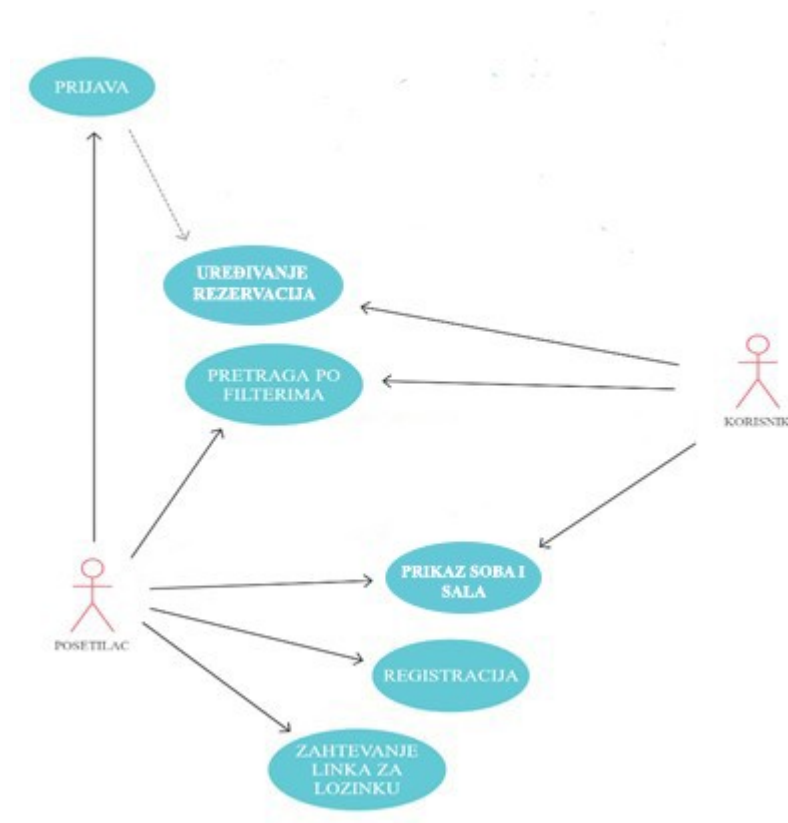 PRIJAVA
UREĐIVANJE
REZERVACIJA
PRETRAGA PO
FILTERIMA
KORISNIK
PRIKAZ SOBA I
SALA
POSETILAC
REGISTRACIJA
ZAHTEVANJE
LINKA ZA
LOZINKU